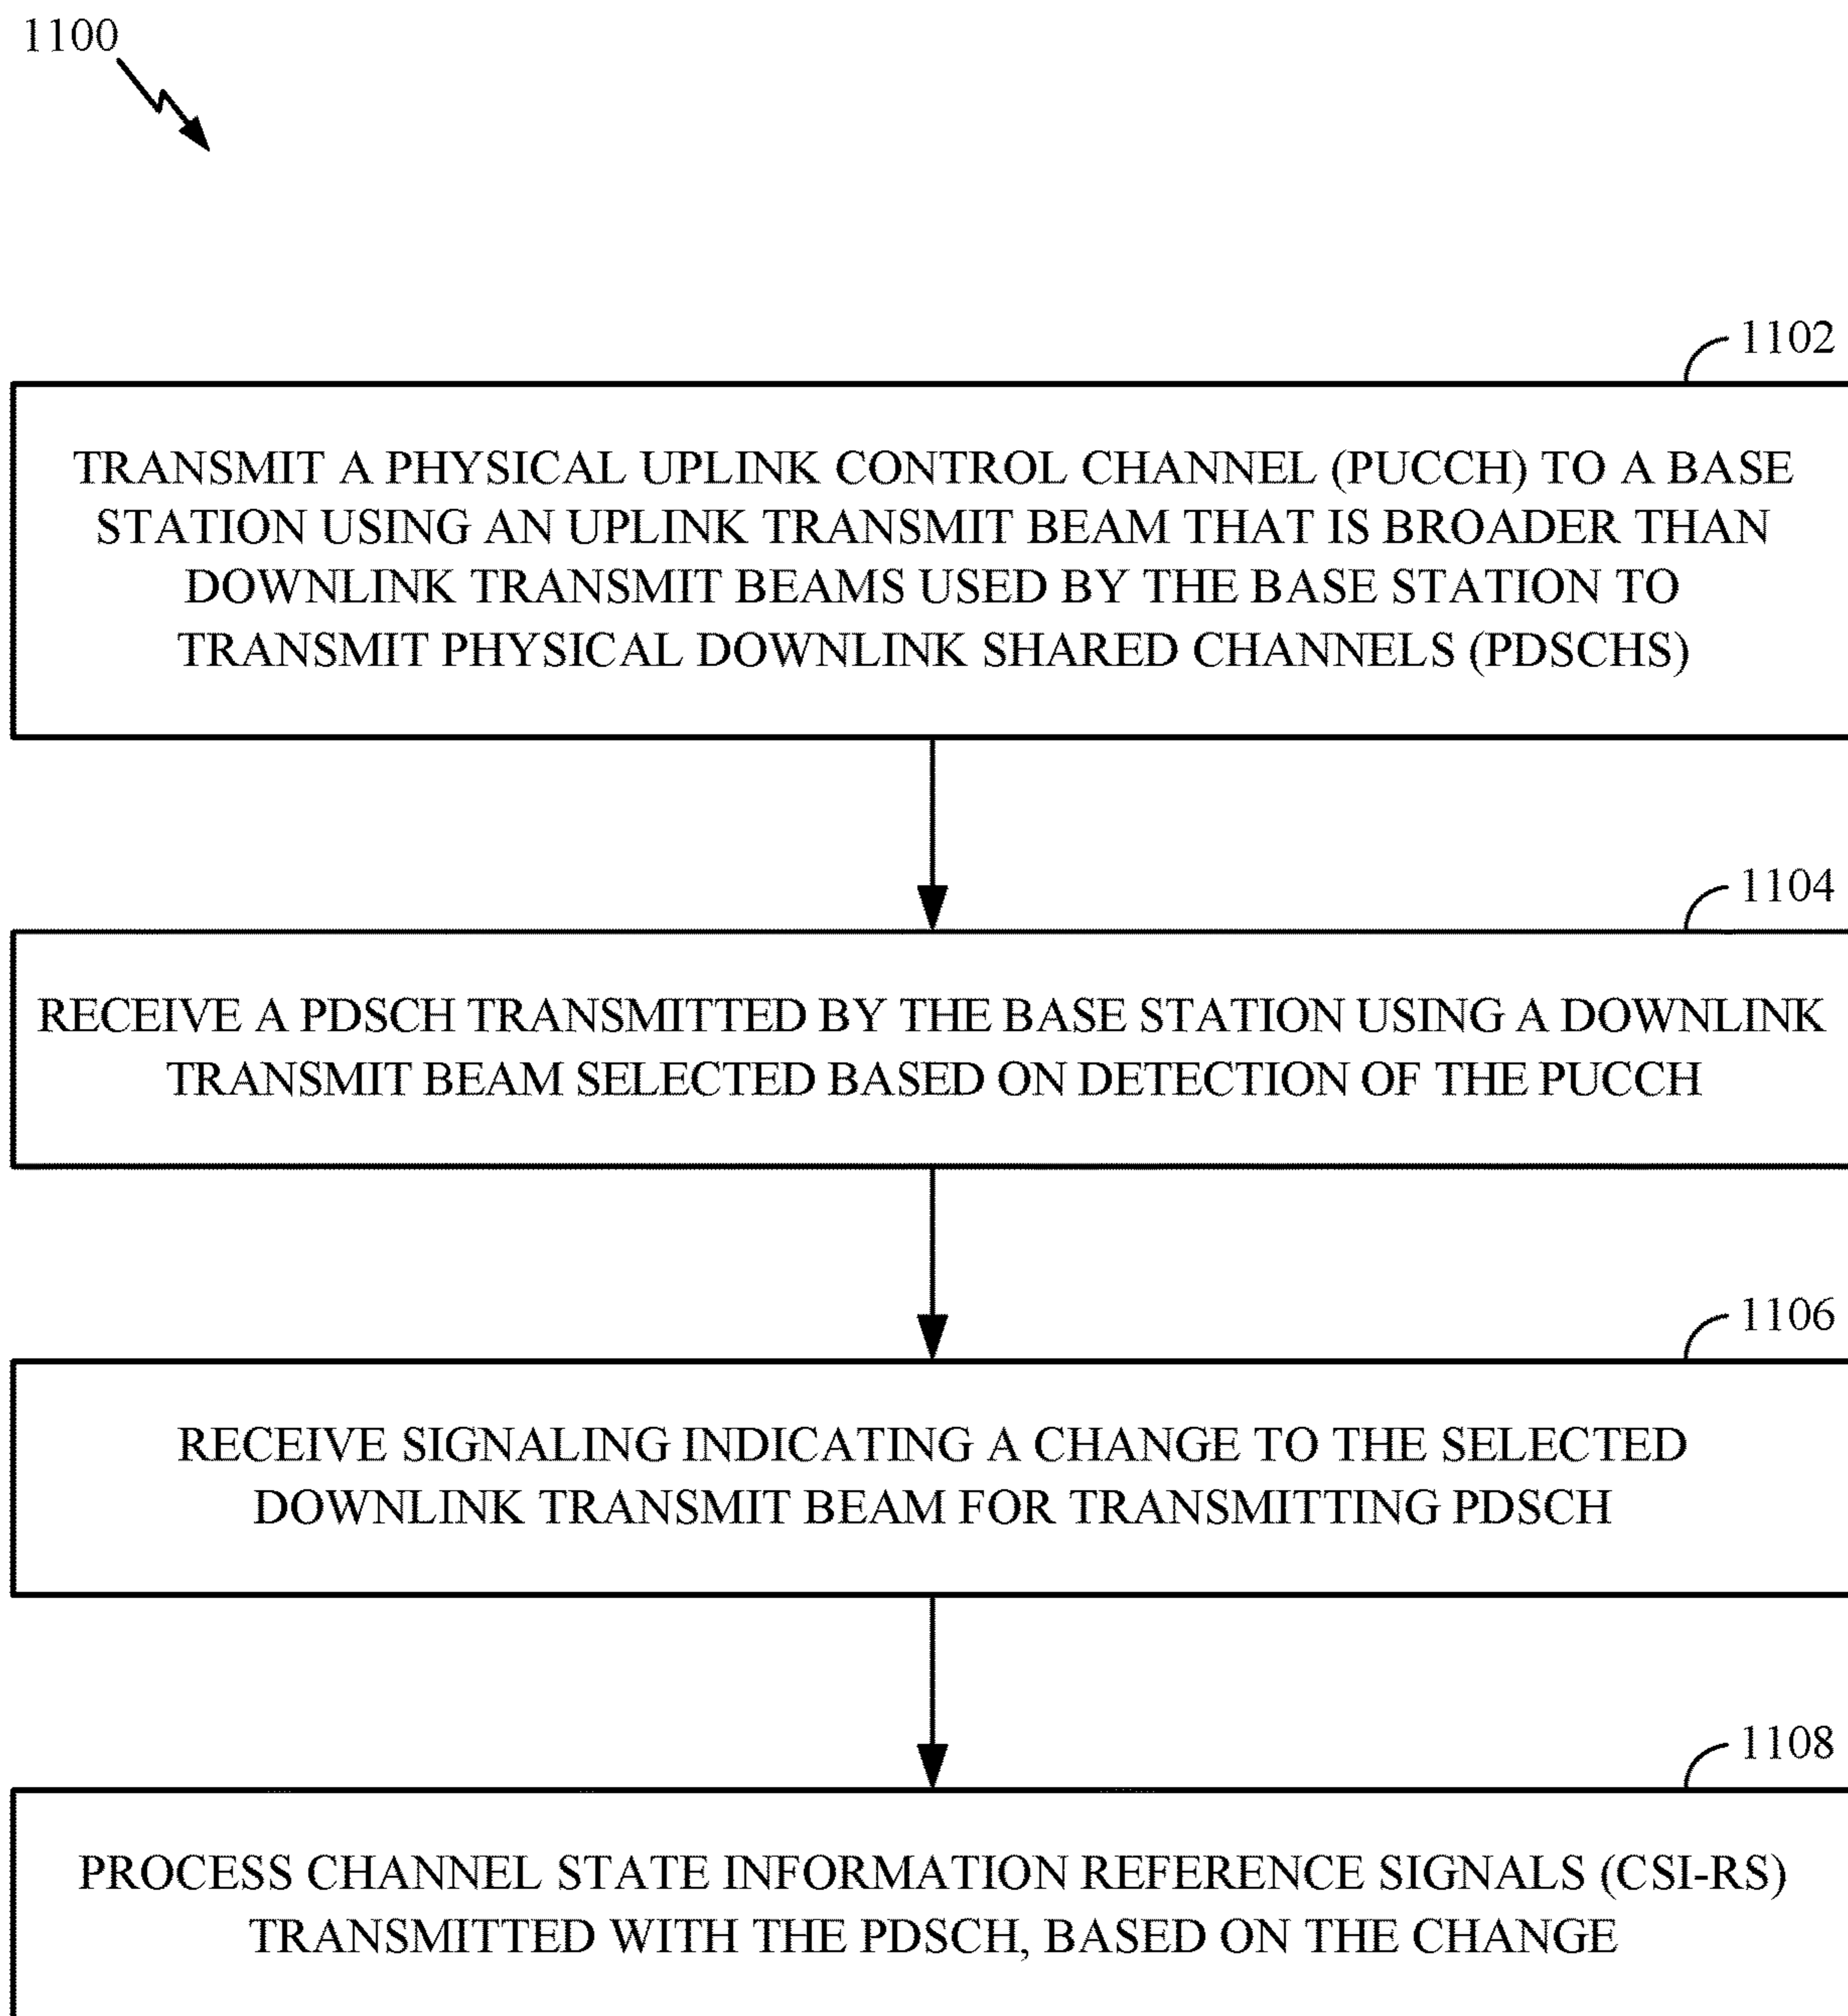 1100
1102
TRANSMIT A PHYSICAL UPLINK CONTROL CHANNEL (PUCCH) TO A BASE
STATION USING AN UPLINK TRANSMIT BEAM THAT IS BROADER THAN
DOWNLINK TRANSMIT BEAMS USED BY THE BASE STATION TO
TRANSMIT PHYSICAL DOWNLINK SHARED CHANNELS (PDSCHS)
1104
RECEIVE A PDSCH TRANSMITTED BY THE BASE STATION USING A DOWNLINK
TRANSMIT BEAM SELECTED BASED ON DETECTION OF THE PUCCH
1106
RECEIVE SIGNALING INDICATING A CHANGE TO THE SELECTED
DOWNLINK TRANSMIT BEAM FOR TRANSMITTING PDSCH
1108
PROCESS CHANNEL STATE INFORMATION REFERENCE SIGNALS (CSI-RS)
TRANSMITTED WITH THE PDSCH, BASED ON THE CHANGE